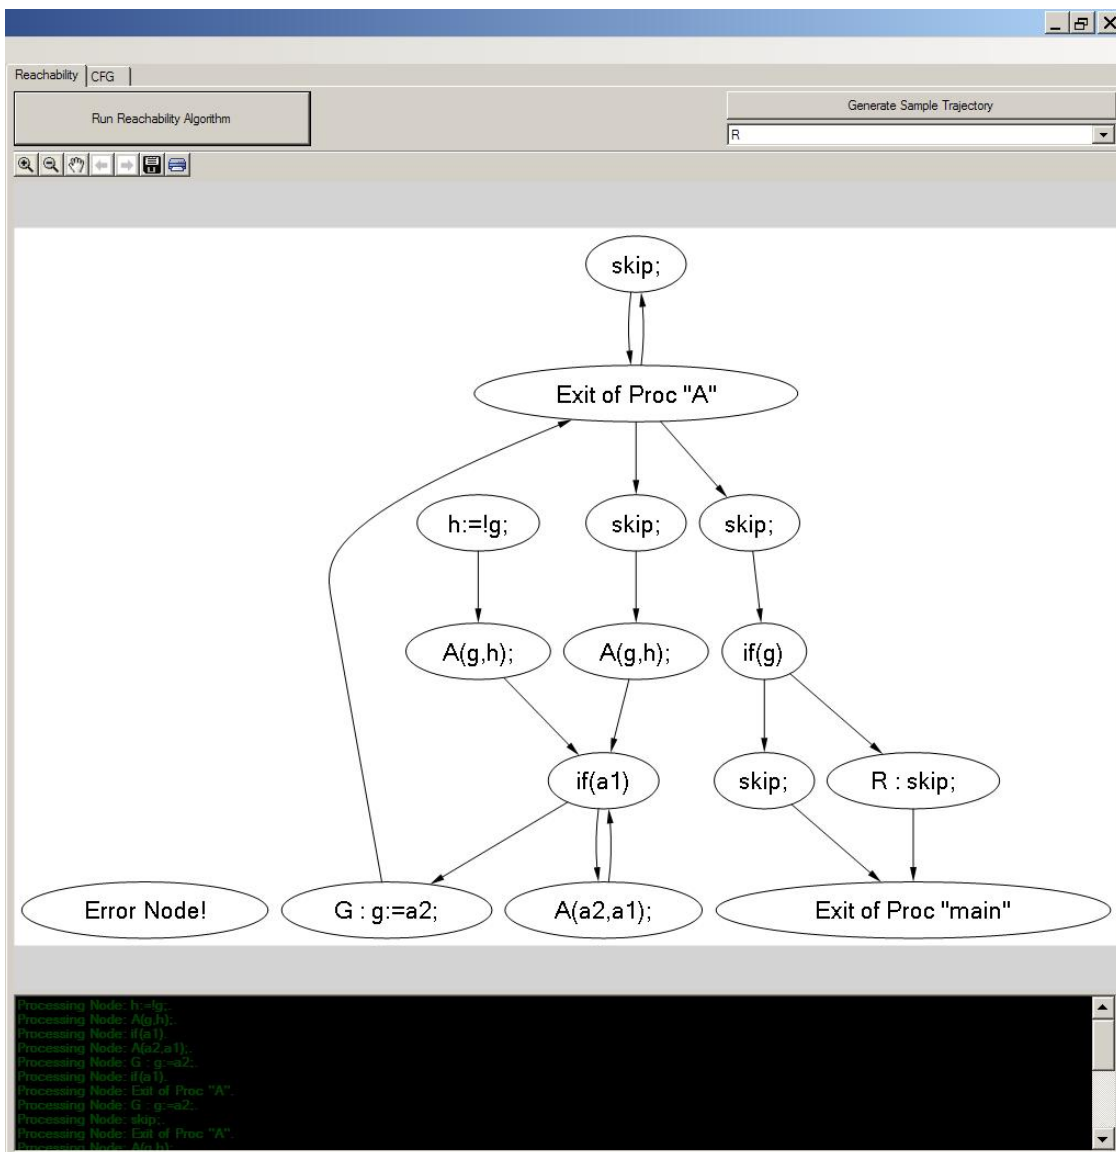 Reachability CFG
Run Reachability Algorithm
Generate Sample Trajectory
R
skip;
Exit of Proc "A"
h:=!g;
skip;
skip;
A(g,h);
A(g,h);
if(g)
if(a1)
skip;
R : skip;
Error Node!
G : g:=a2;
A(a2,a1);
Exit of Proc "main"
Processing Node: h:=!g;.
Processing Node: A(g,h);.
Processing Node: if(a1).
Processing Node: A(a2,a1);.
Processing Node: G : g:=a2;.
Processing Node: if(a1).
Processing Node: Exit of Proc "A".
Processing Node: G : g:=a2;.
Processing Node: skip;.
Processing Node: Exit of Proc "A".
Processing Node: A(g,h);.